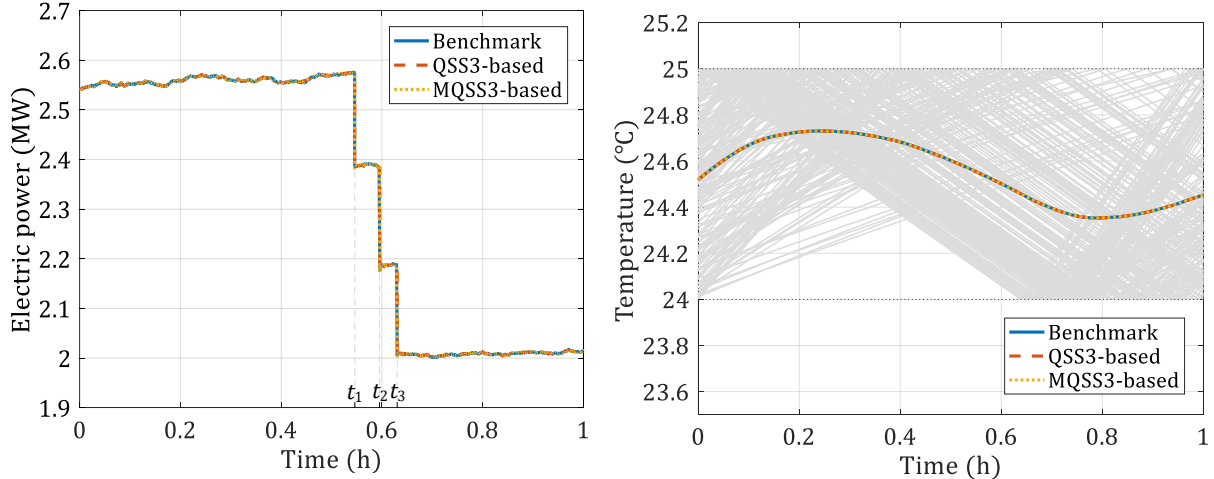 2.7
2.6
2.5
2.4
2.3
2.2
2.1
2
1.9
Electric power (MW)
Benchmark
QSS3-based
MQSS3-based
t1 t2 t3
0 0.2 0.4 0.6 0.8 1
Time (h)
25.2
25
24.8
24.6
24.4
24.2
24
23.8
23.6
Temperature (℃)
Benchmark
QSS3-based
MQSS3-based
0 0.2 0.4 0.6 0.8 1
Time (h)